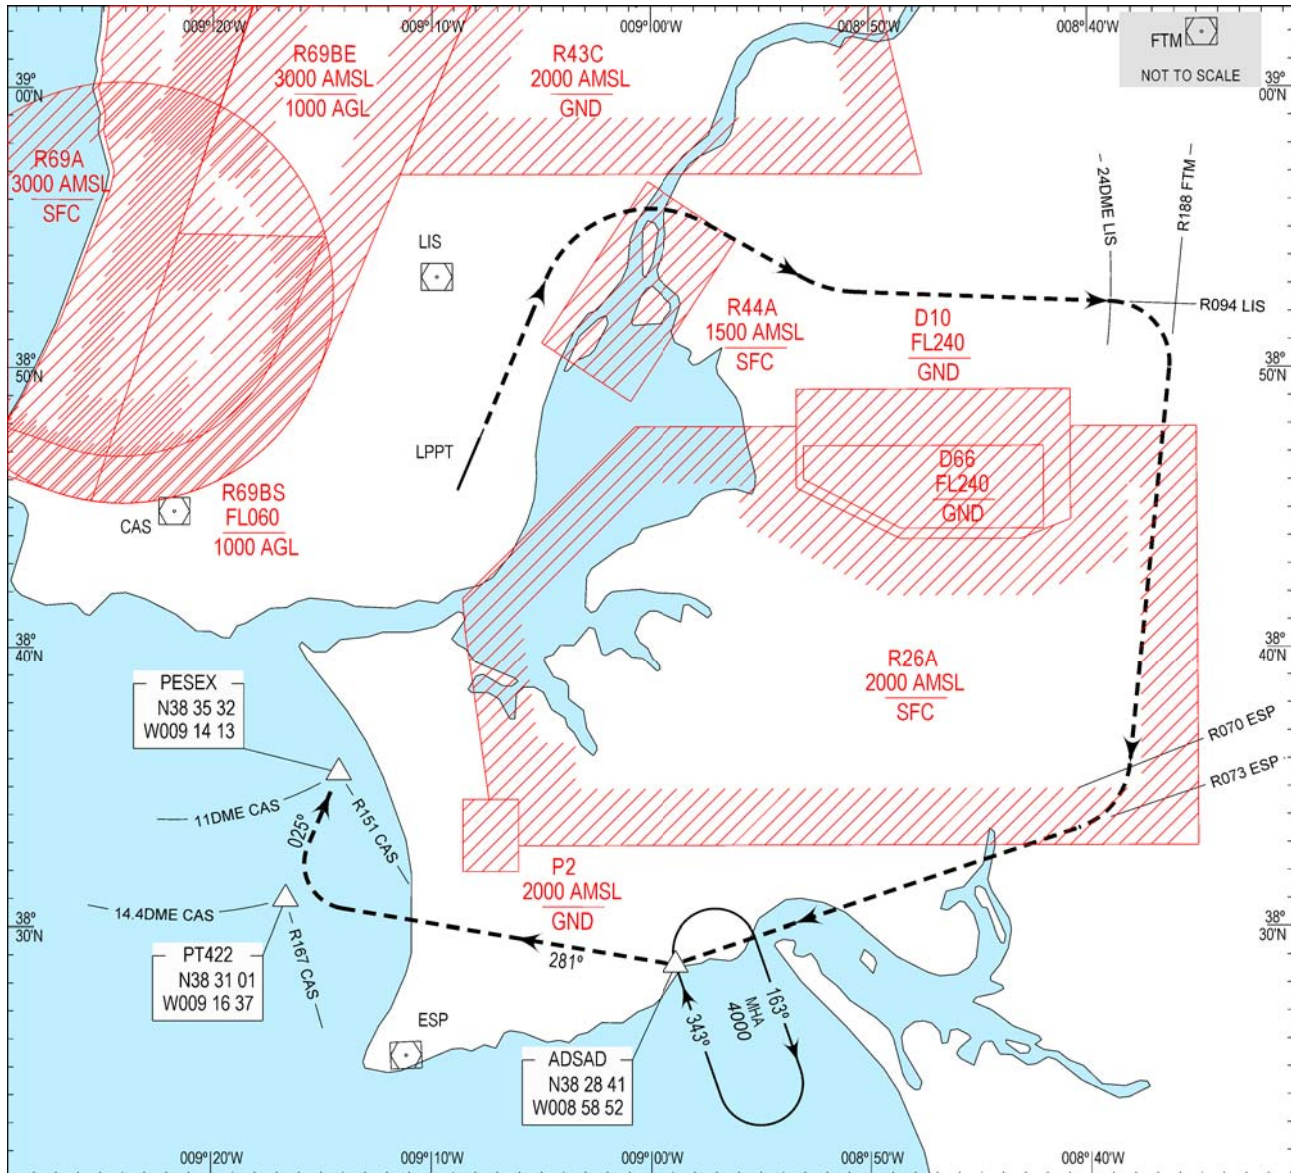 009°20'W
009°10'W
009°00'W
008°50'W
008°40'W
FTM
NOT TO SCALE
39°
00'N
39°
00'N
R69BE
3000 AMSL
1000 AGL
R43C
2000 AMSL
GND
R69A
3000 AMSL
SFC
24DME LIS
R188 FTM
LIS
R094 LIS
R44A
1500 AMSL
SFC
D10
FL240
GND
38°
50'N
38°
50'N
LPPT
D66
FL240
GND
R69BS
FL060
1000 AGL
CAS
38°
40'N
38°
40'N
R26A
2000 AMSL
SFC
PESEX
N38 35 32
W009 14 13
R070 ESP
R073 ESP
11DME CAS
R151 CAS
025°
P2
2000 AMSL
GND
14.4DME CAS
R167 CAS
38°
30'N
38°
30'N
PT422
N38 31 01
W009 16 37
281°
163°
MHA
4000
343°
ESP
ADSAD
N38 28 41
W008 58 52
009°20'W
009°10'W
009°00'W
008°50'W
008°40'W